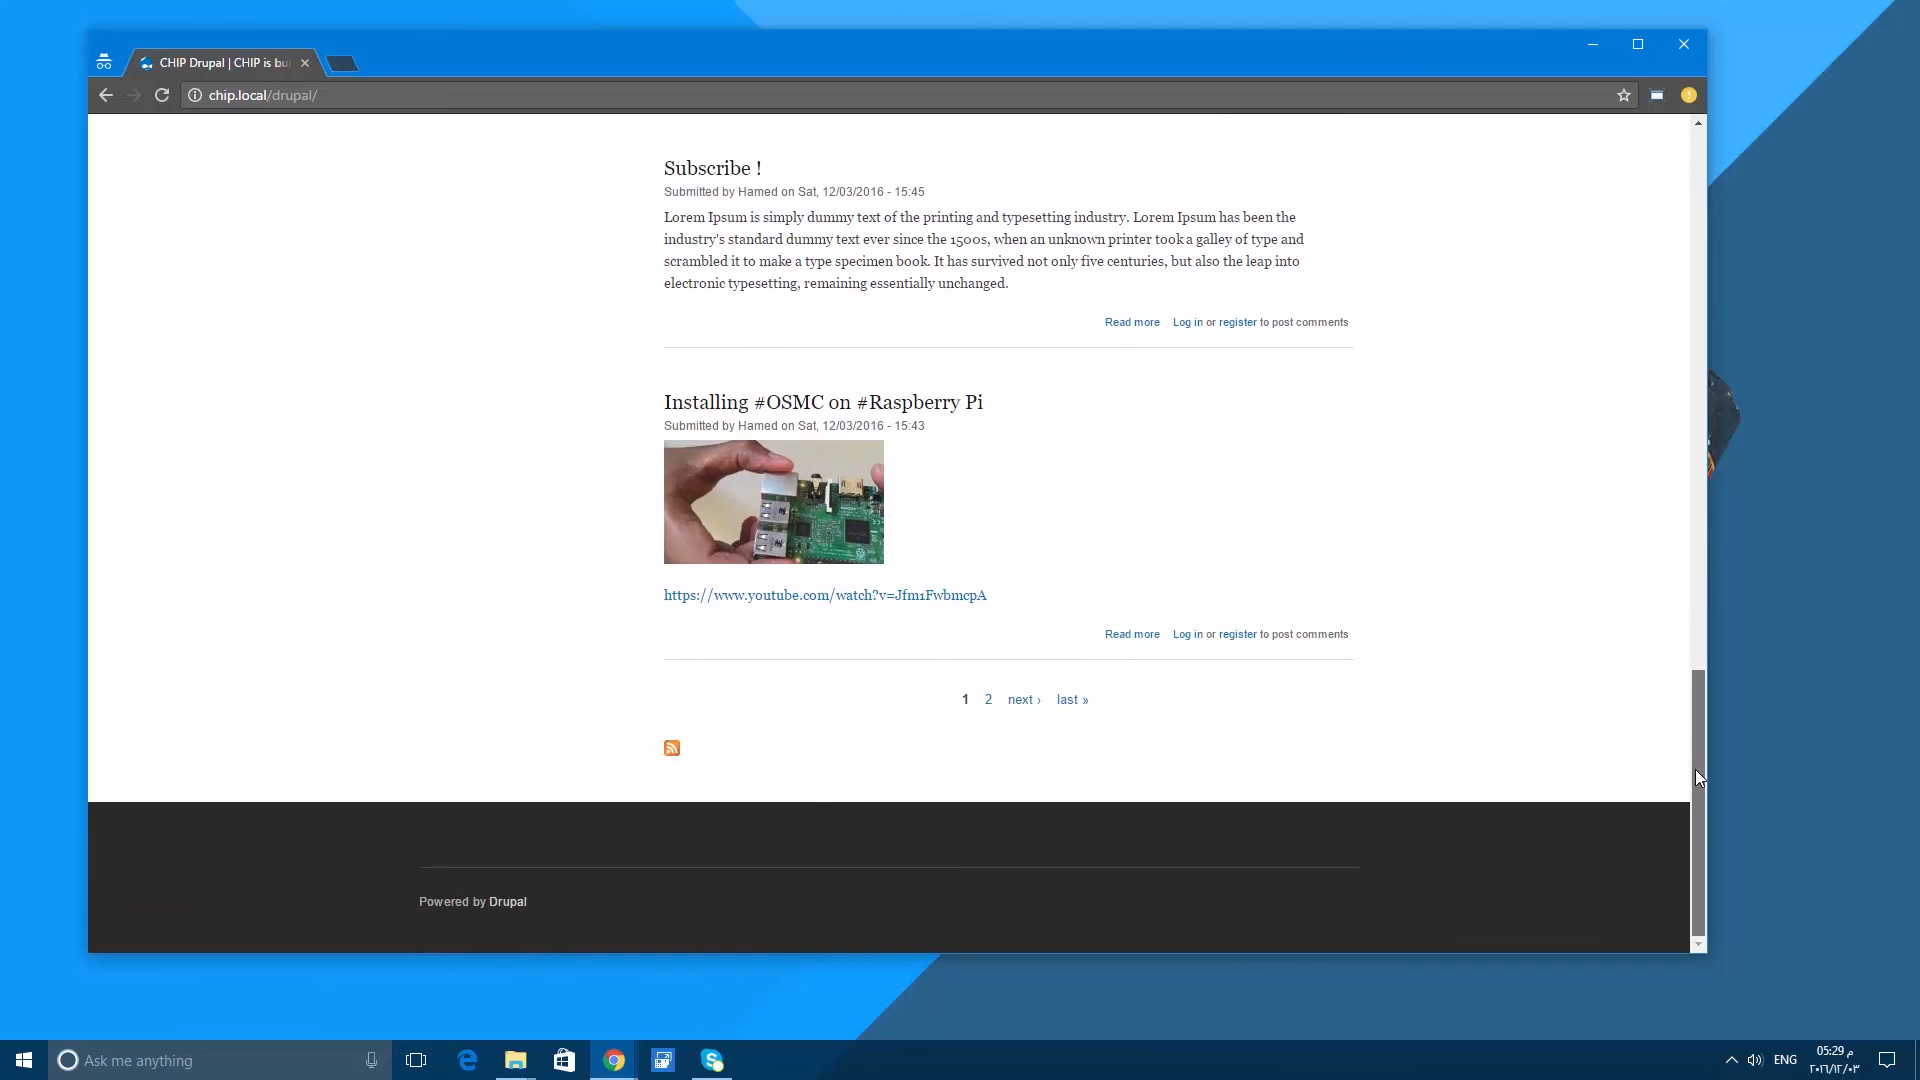 CHIP Drupal | CHIP is bu
chip.local/drupal/
Subscribe !
Submitted by Hamed on Sat, 12/03/2016 - 15:45
Lorem Ipsum is simply dummy text of the printing and typesetting industry. Lorem Ipsum has been the
industry's standard dummy text ever since the 1500s, when an unknown printer took a galley of type and
scrambled it to make a type specimen book. It has survived not only five centuries, but also the leap into
electronic typesetting, remaining essentially unchanged.
Read more Log in or register to post comments
Installing #OSMC on #Raspberry Pi
Submitted by Hamed on Sat, 12/03/2016 - 15:43
https://www.youtube.com/watch?v=Jfm1FwbmcpA
Read more Log in or register to post comments
1 2 next › last »
Powered by Drupal
Ask me anything
ENG
05:29 م
٢٠١٦/١٢/٠٣